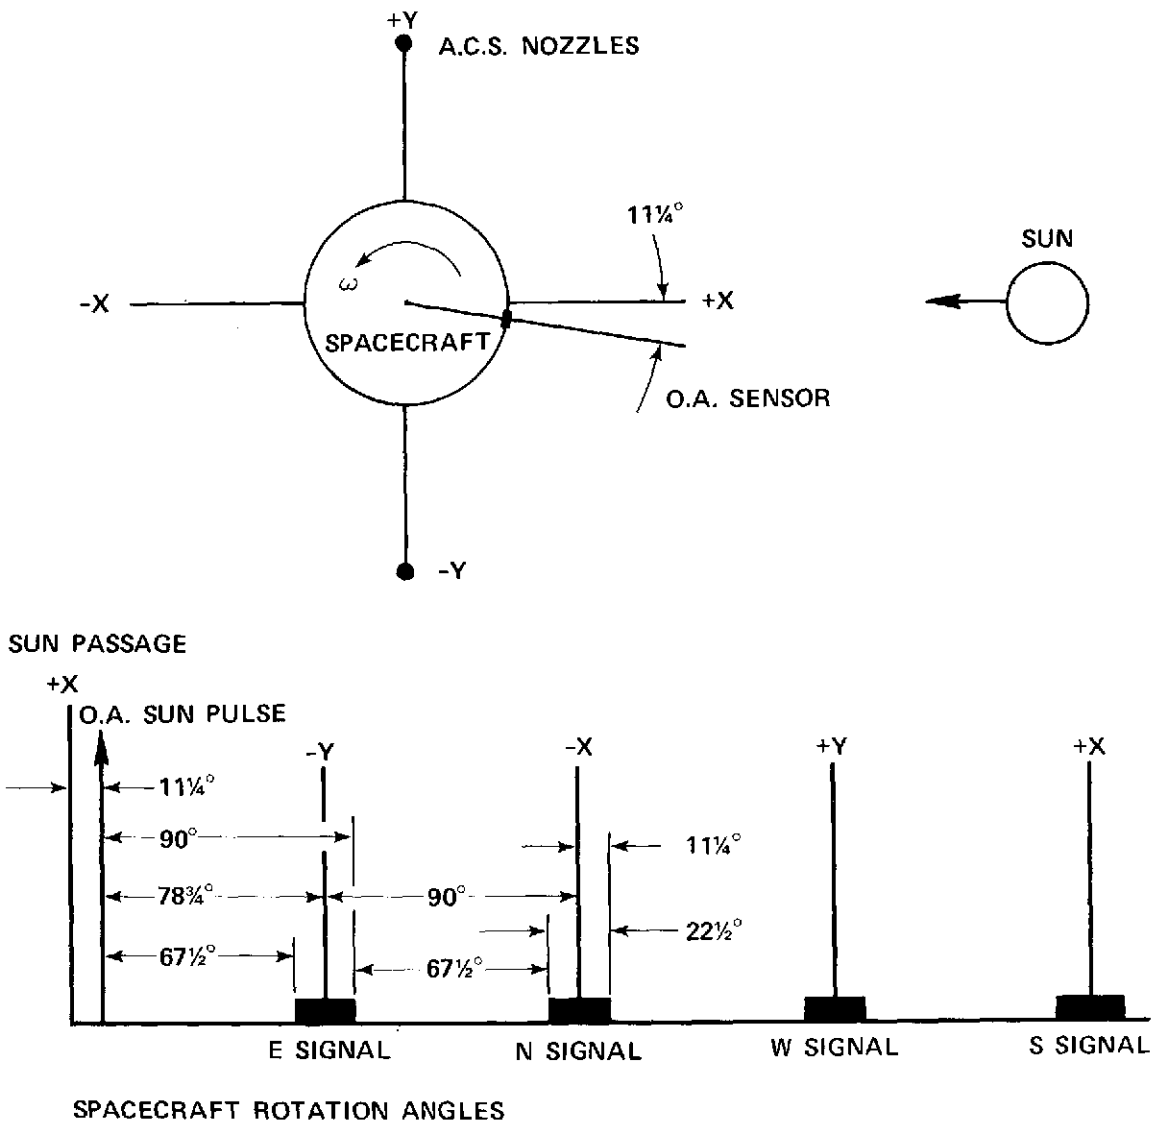 +Y
A.C.S. NOZZLES
11¼°
SUN
-X
ω
+X
SPACECRAFT
O.A. SENSOR
-Y
SUN PASSAGE
+X
O.A. SUN PULSE
-Y
-X
+Y
+X
11¼°
90°
11¼°
78¾°
90°
22½°
67½°
67½°
E SIGNAL
N SIGNAL
W SIGNAL
S SIGNAL
SPACECRAFT ROTATION ANGLES